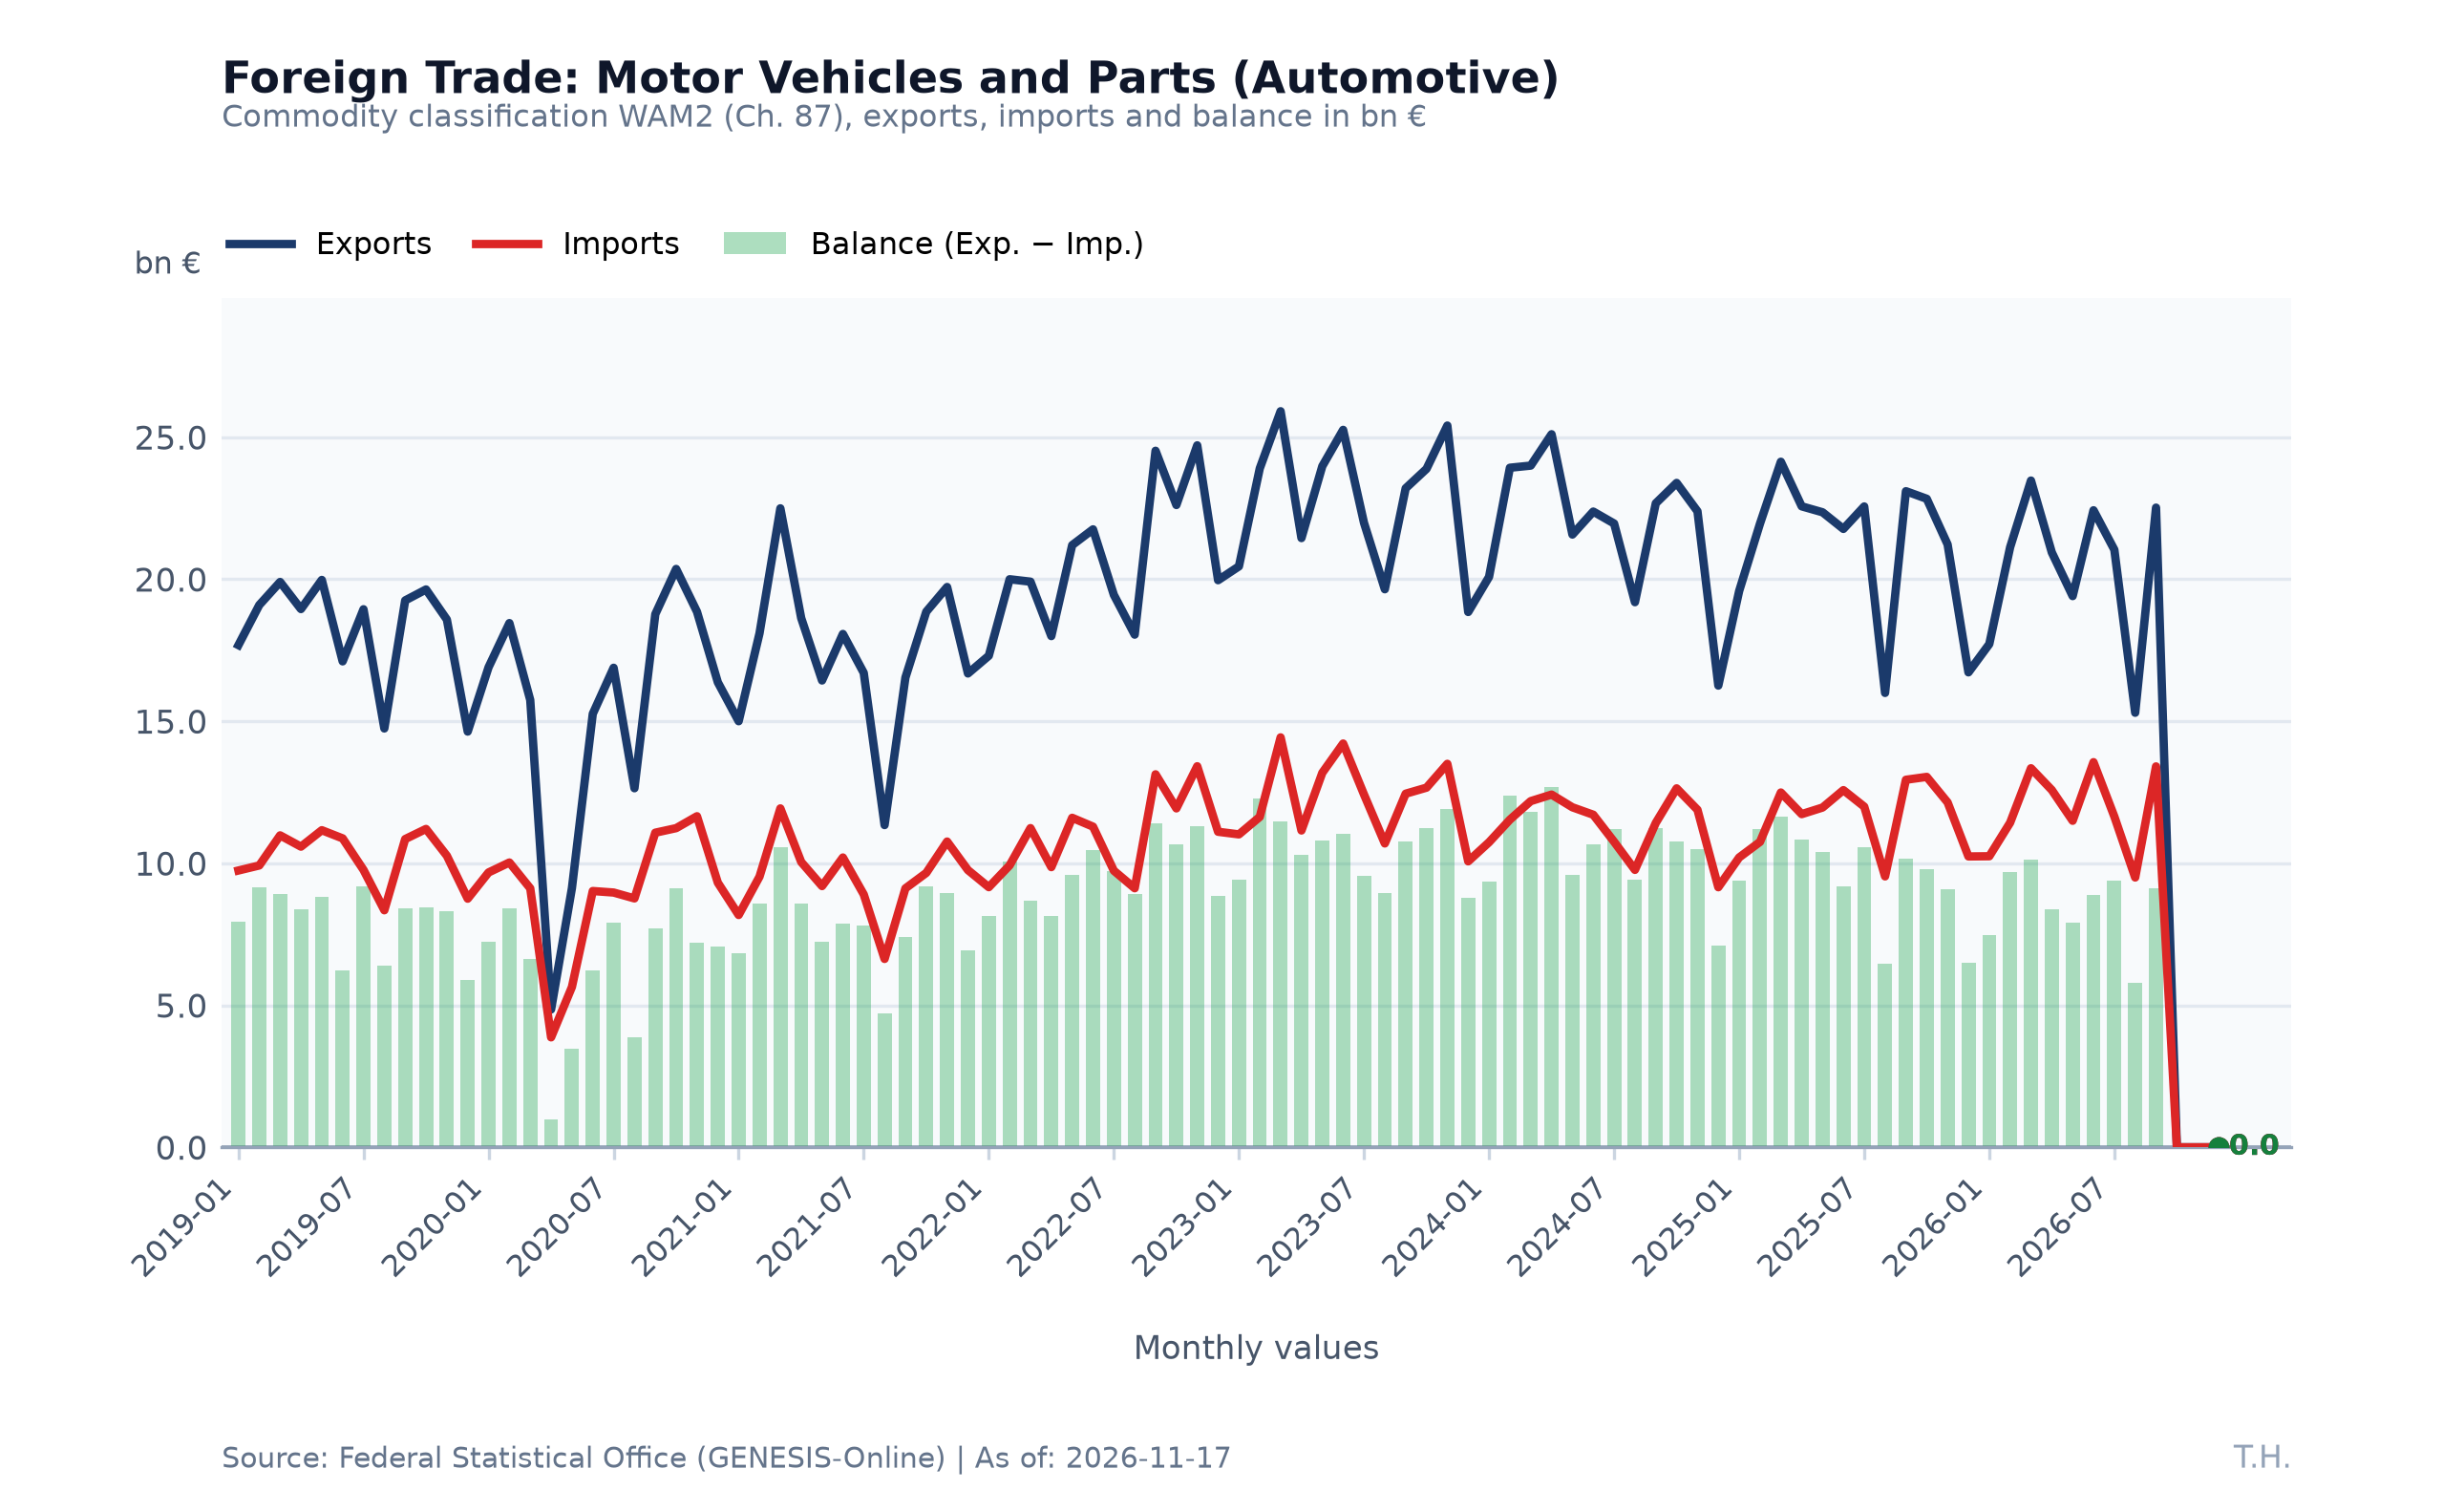 Foreign Trade: Motor Vehicles and Parts (Automotive)
Commodity classification WAM2 (Ch. 87), exports, imports and balance in bn €
bn €
Exports
Imports
Balance (Exp. − Imp.)
25.0
20.0
15.0
10.0
5.0
0.0
0.0
2019-01
2019-07
2020-01
2020-07
2021-01
2021-07
2022-01
2022-07
2023-01
2023-07
2024-01
2024-07
2025-01
2025-07
2026-01
2026-07
Monthly values
Source: Federal Statistical Office (GENESIS-Online) | As of: 2026-11-17
T.H.